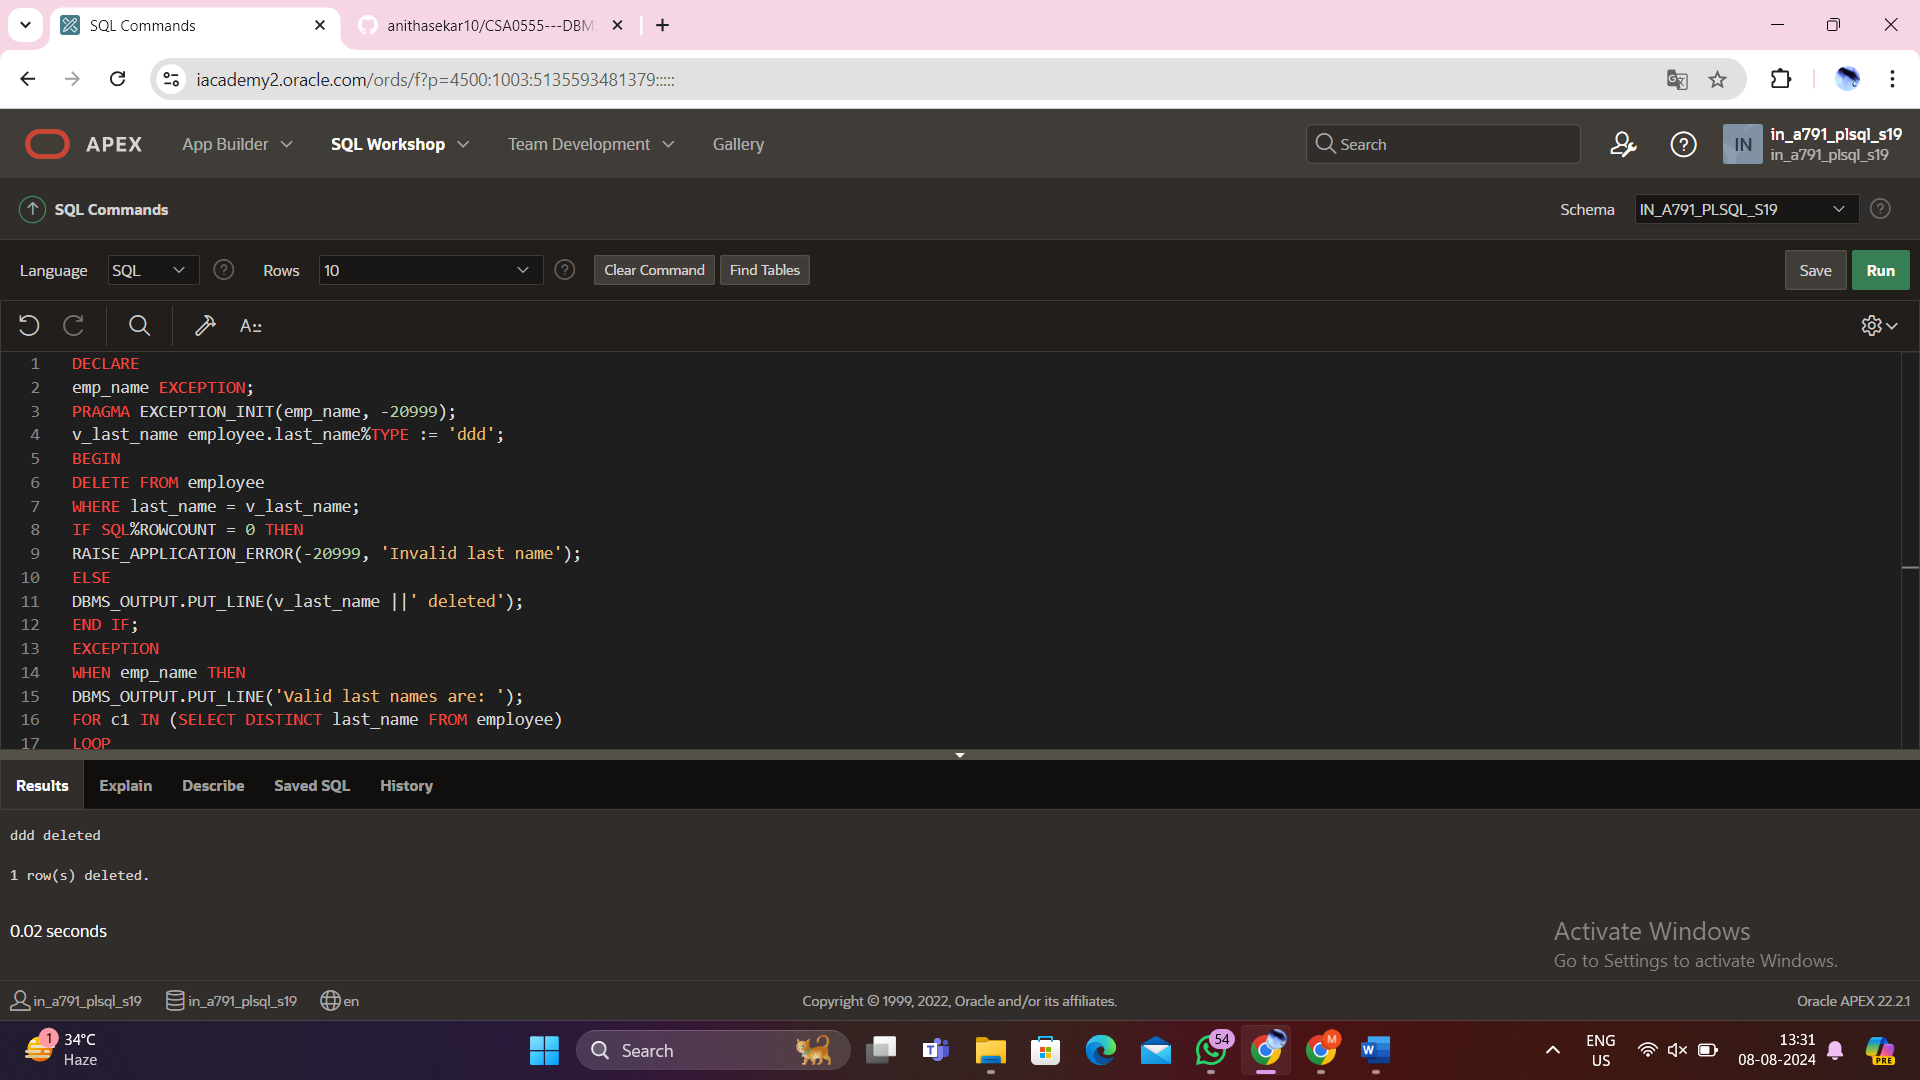 SQL Commands
anithasekar10/CSA0555---DBM
iacademy2.oracle.com/ords/f?p=4500:1003:5135593481379:::::
APEX
App Builder
SQL Workshop
Team Development
Gallery
Search
IN
in_a791_plsql_s19
in_a791_plsql_s19
SQL Commands
Schema
IN_A791_PLSQL_S19
Language
SQL
Rows
10
Clear Command
Find Tables
Save
Run
A::
1 DECLARE
2 emp_name EXCEPTION;
3 PRAGMA EXCEPTION_INIT(emp_name, -20999);
4 v_last_name employee.last_name%TYPE := 'ddd';
5 BEGIN
6 DELETE FROM employee
7 WHERE last_name = v_last_name;
8 IF SQL%ROWCOUNT = 0 THEN
9 RAISE_APPLICATION_ERROR(-20999, 'Invalid last name');
10 ELSE
11 DBMS_OUTPUT.PUT_LINE(v_last_name ||' deleted');
12 END IF;
13 EXCEPTION
14 WHEN emp_name THEN
15 DBMS_OUTPUT.PUT_LINE('Valid last names are: ');
16 FOR c1 IN (SELECT DISTINCT last_name FROM employee)
17 LOOP
Results
Explain
Describe
Saved SQL
History
ddd deleted
1 row(s) deleted.
0.02 seconds
Activate Windows
Go to Settings to activate Windows.
in_a791_plsql_s19
in_a791_plsql_s19
en
Copyright © 1999, 2022, Oracle and/or its affiliates.
Oracle APEX 22.2.1
1
34°C
Haze
Search
54
M
ENG
US
13:31
08-08-2024
PRE